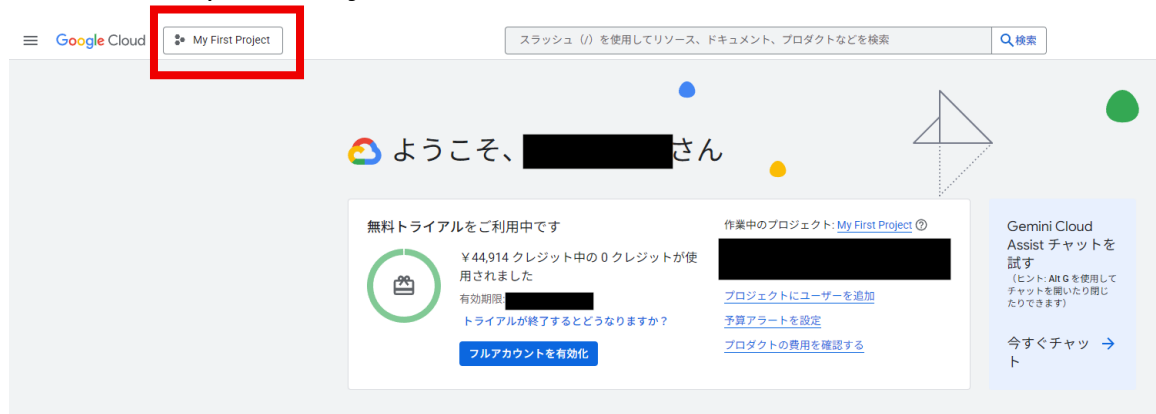 Google Cloud
My First Project
スラッシュ（/）を使用してリソース、ドキュメント、プロダクトなどを検索
検索
ようこそ、
さん
無料トライアルをご利用中です
￥44,914 クレジット中の 0 クレジットが使
用されました
有効期限:
トライアルが終了するとどうなりますか？
フルアカウントを有効化
作業中のプロジェクト: My First Project
プロジェクトにユーザーを追加
予算アラートを設定
プロダクトの費用を確認する
Gemini Cloud
Assist チャットを
試す
（ヒント: Alt G を使用して
チャットを開いたり閉じ
たりできます）
今すぐチャッ
ト